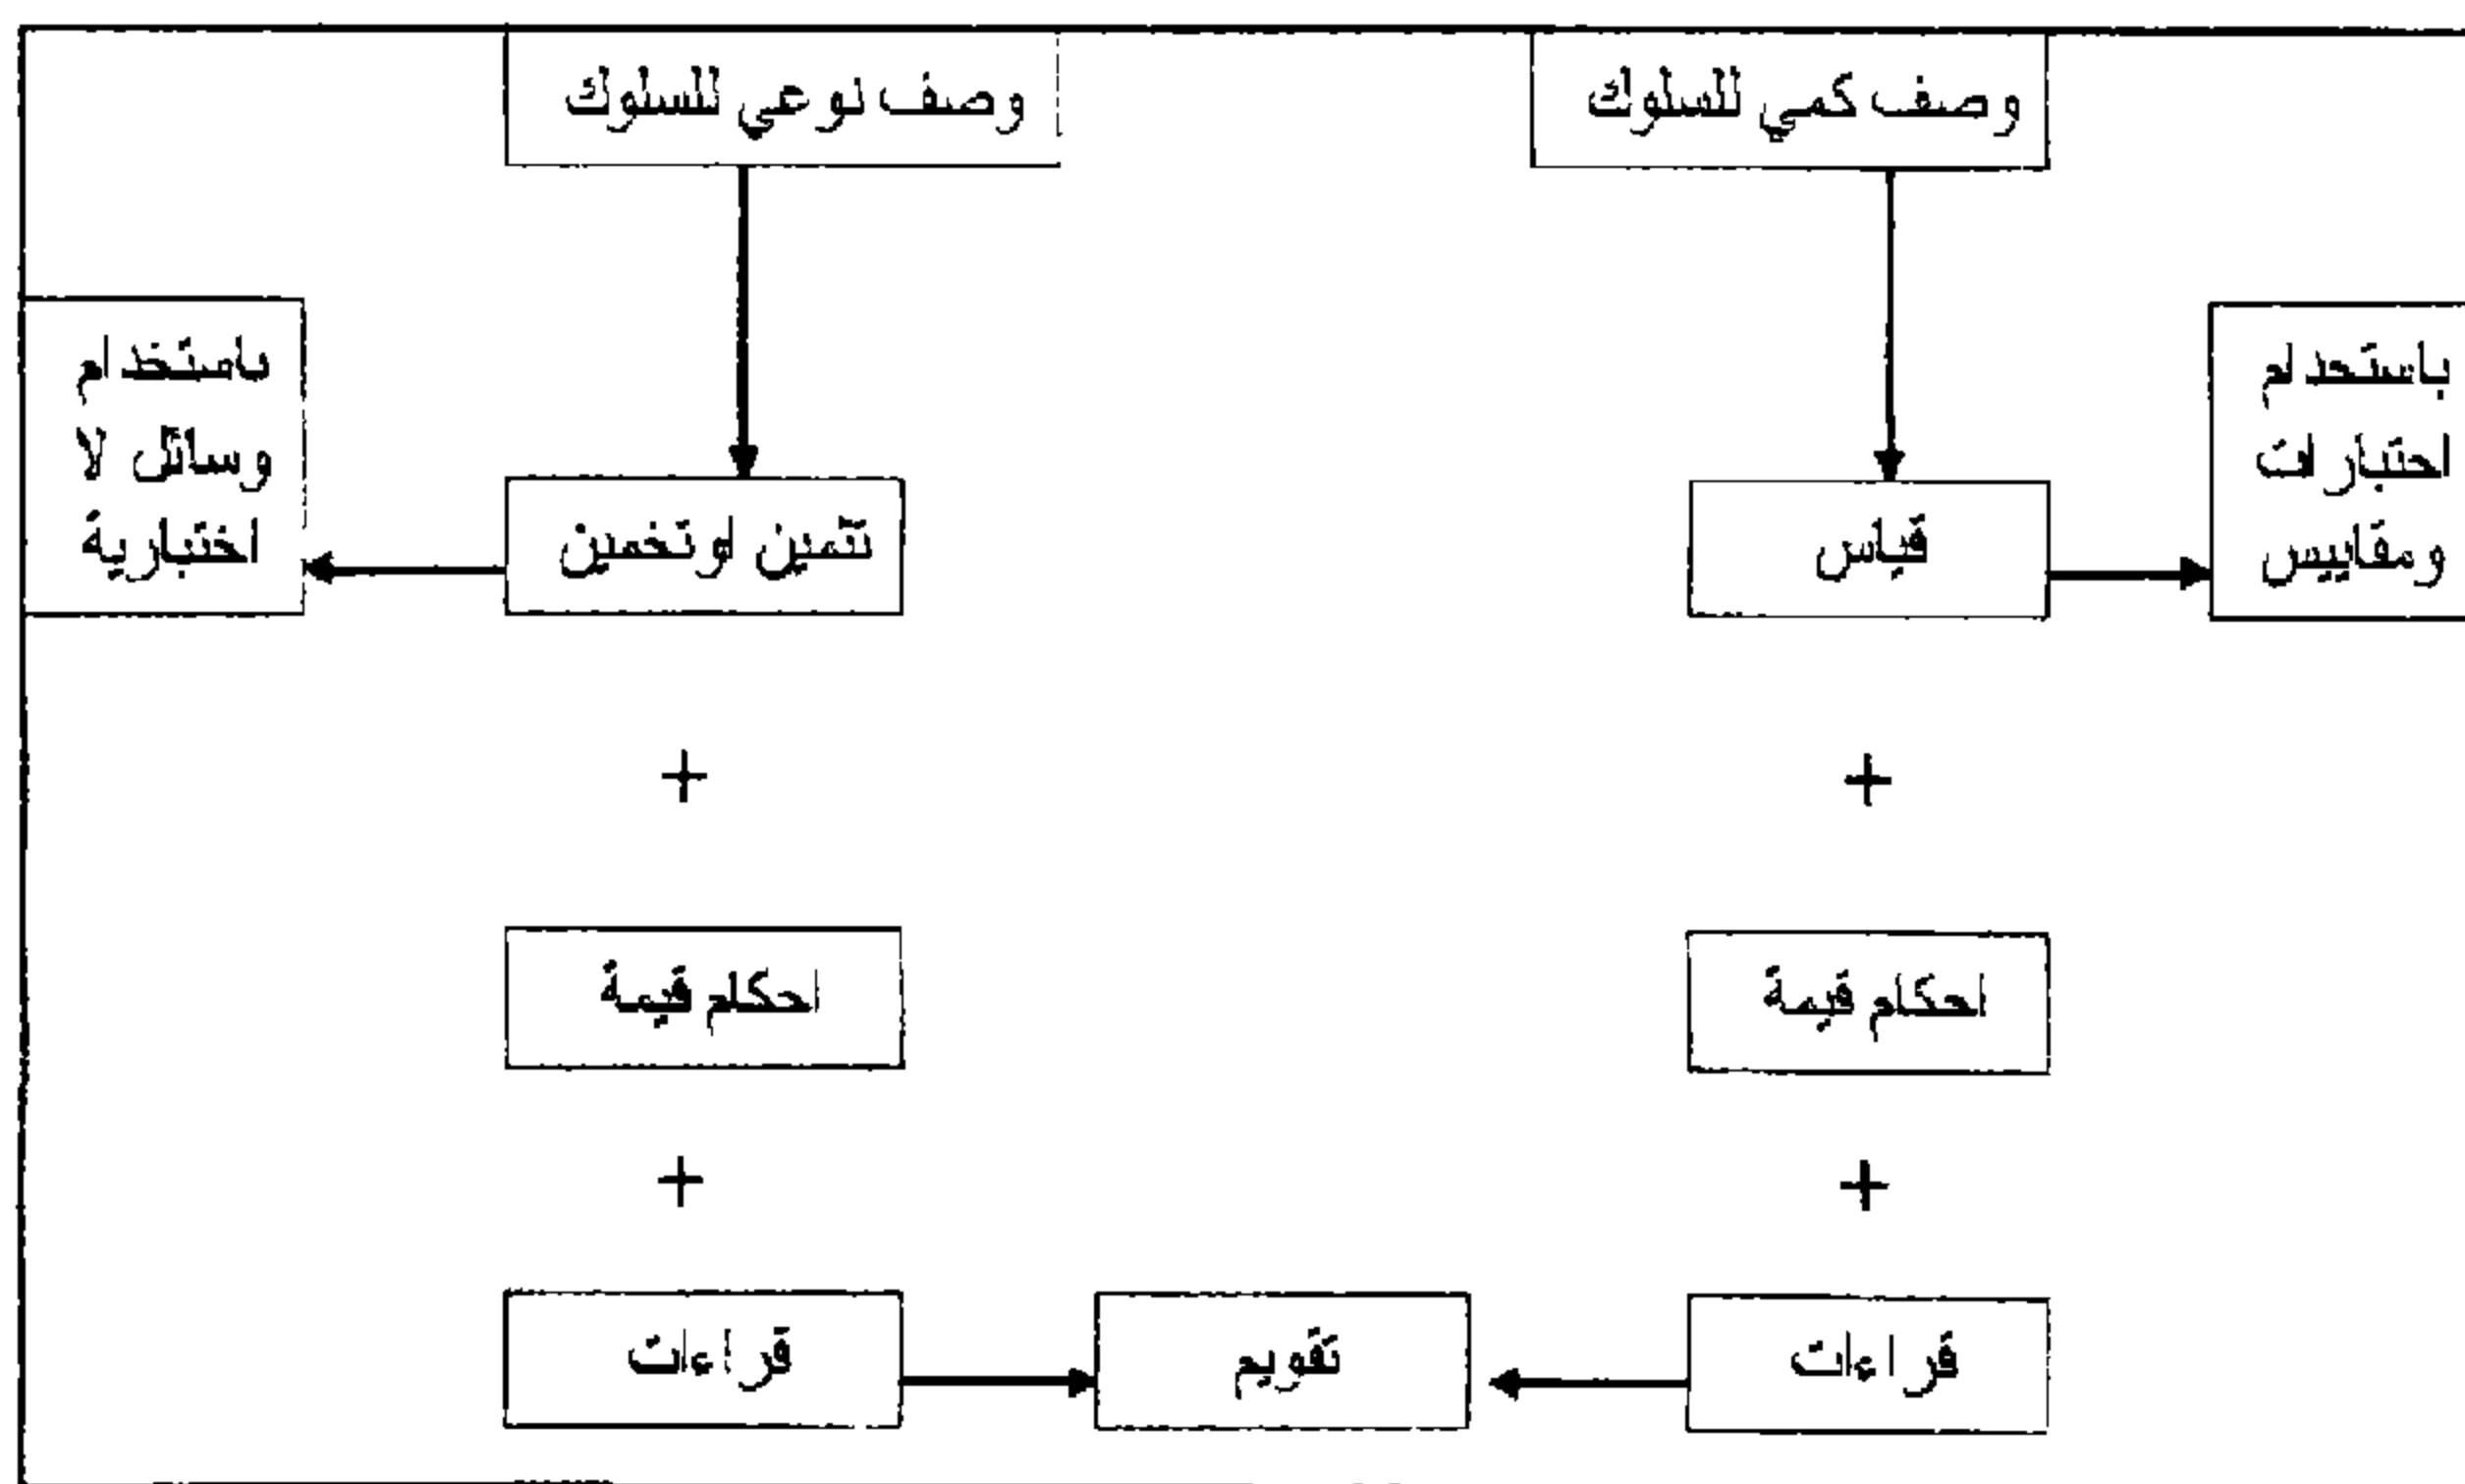 وصف كمي للسلوك
وصف نوعي للسلوك
باستخدام
اختبارات
ومقاييس
قياس
تثمين او تخمين
باستخدام
وسائل لا
اختبارية
+
+
احكام قيمة
احكام قيمة
+
+
قراءات
تقويم
قراءات